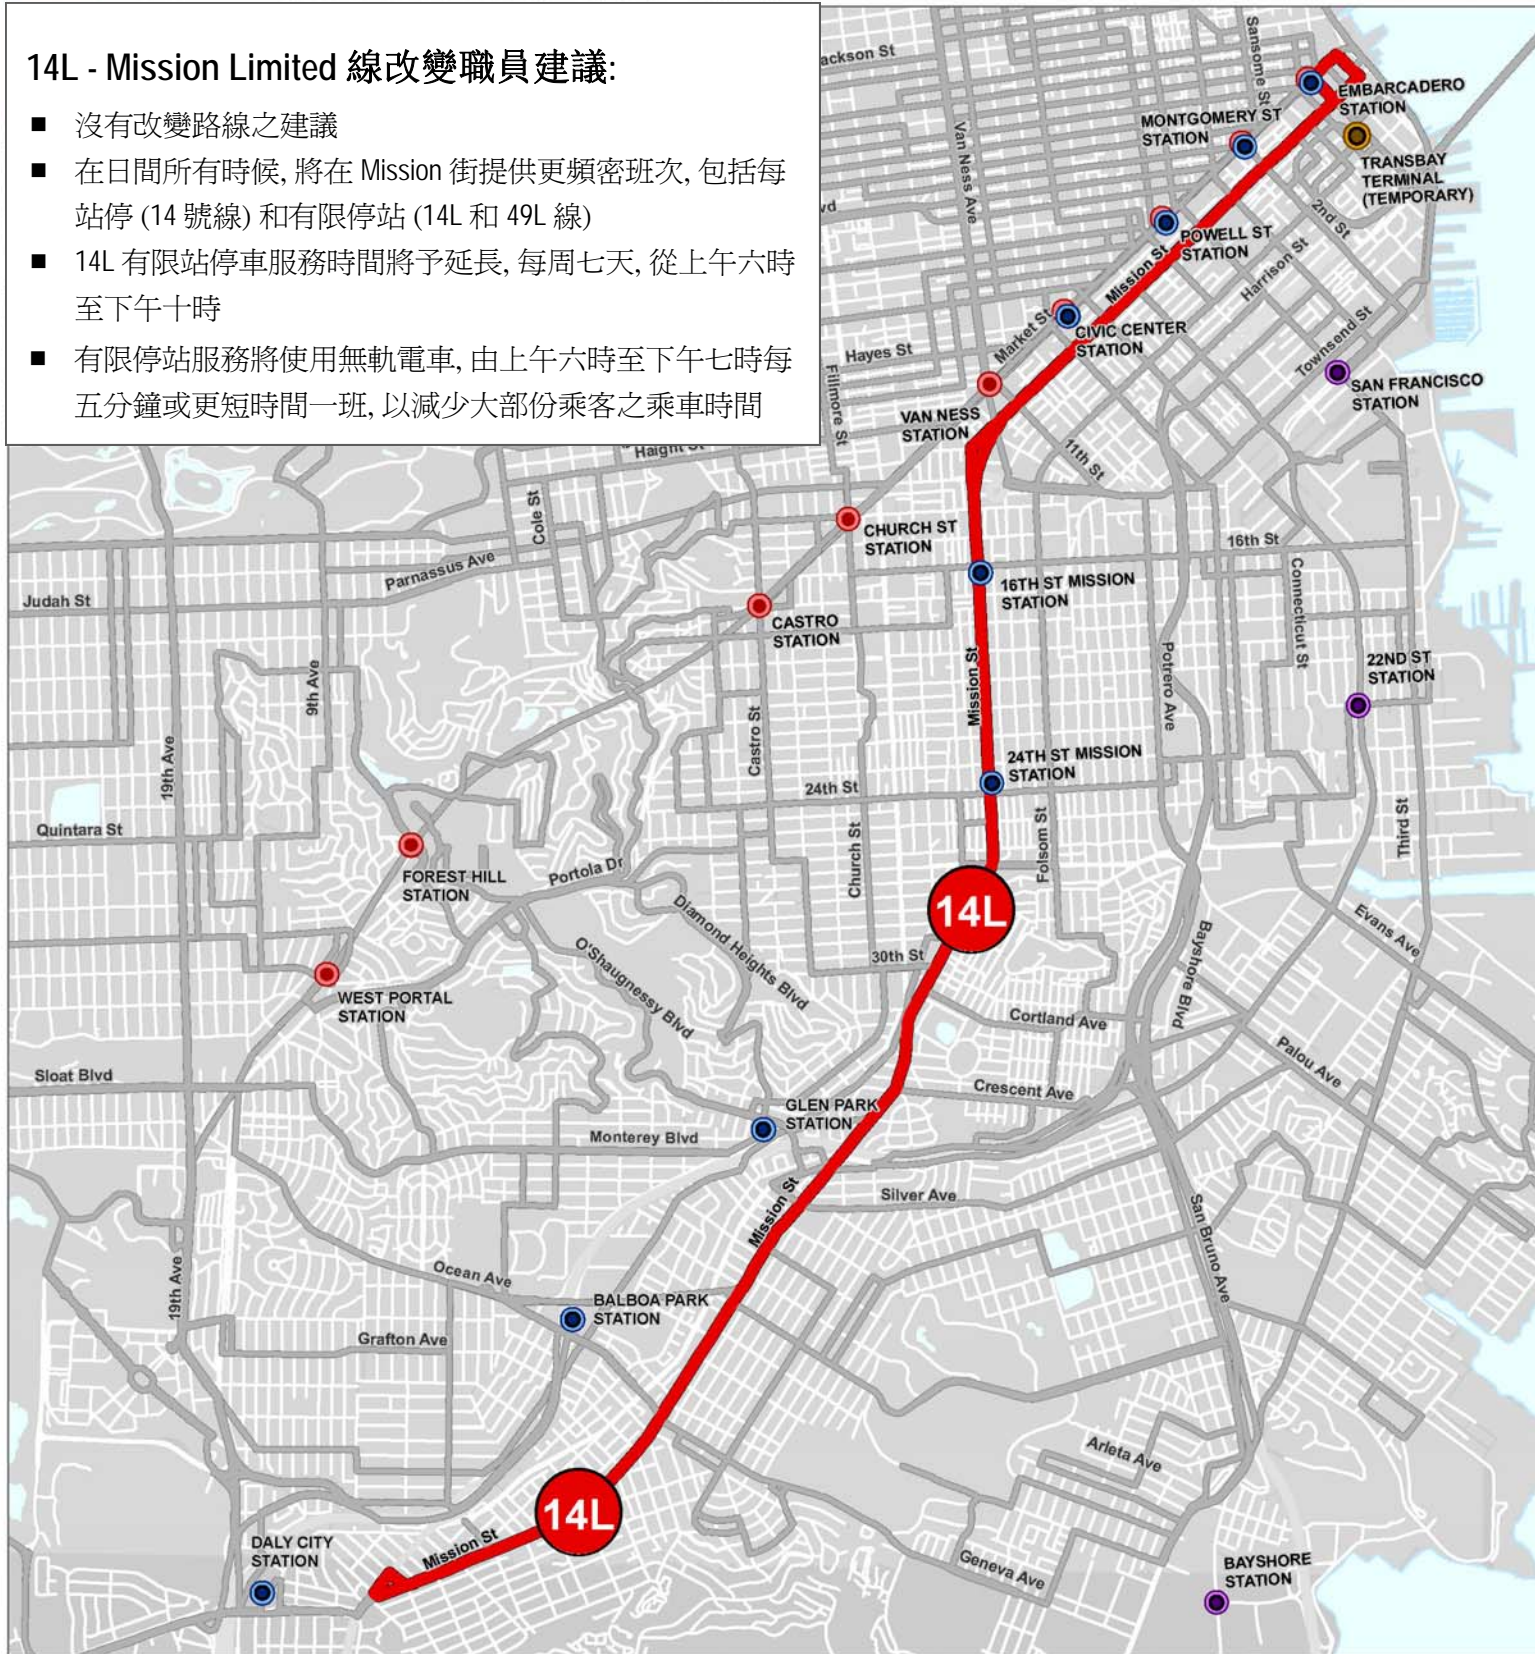 14L - Mission Limited 線改變職員建議:
■ 沒有改變路線之建議
■ 在日間所有時候, 將在 Mission 街提供更頻密班次, 包括每
站停 (14 號線) 和有限停站 (14L 和 49L 線)
■ 14L 有限站停車服務時間將予延長, 每周七天, 從上午六時
至下午十時
■ 有限停站服務將使用無軌電車, 由上午六時至下午七時每
五分鐘或更短時間一班, 以減少大部份乘客之乘車時間
ackson St
Sansome St
EMBARCADERO
STATION
MONTGOMERY ST
STATION
TRANSBAY
TERMINAL
(TEMPORARY)
Van Ness Ave
vd
2nd St
POWELL ST
STATION
Mission St
Harrison St
Market St
CIVIC CENTER
STATION
Townsend St
Hayes St
Fillmore St
SAN FRANCISCO
STATION
VAN NESS
STATION
11th St
Haight St
Cole St
CHURCH ST
STATION
16th St
Parnassus Ave
16TH ST MISSION
STATION
Connecticut St
Judah St
CASTRO
STATION
9th Ave
Mission St
Potrero Ave
22ND ST
STATION
19th Ave
Castro St
24TH ST MISSION
STATION
24th St
Quintara St
Church St
Folsom St
Third St
FOREST HILL
STATION
Portola Dr
14L
Diamond Heights Blvd
Evans Ave
O'Shaugnessy Blvd
30th St
Bayshore Blvd
WEST PORTAL
STATION
Cortland Ave
Palou Ave
Sloat Blvd
Crescent Ave
GLEN PARK
STATION
Monterey Blvd
Mission St
Silver Ave
San Bruno Ave
19th Ave
Ocean Ave
BALBOA PARK
STATION
Grafton Ave
Arleta Ave
14L
DALY CITY
STATION
Mission St
Geneva Ave
BAYSHORE
STATION